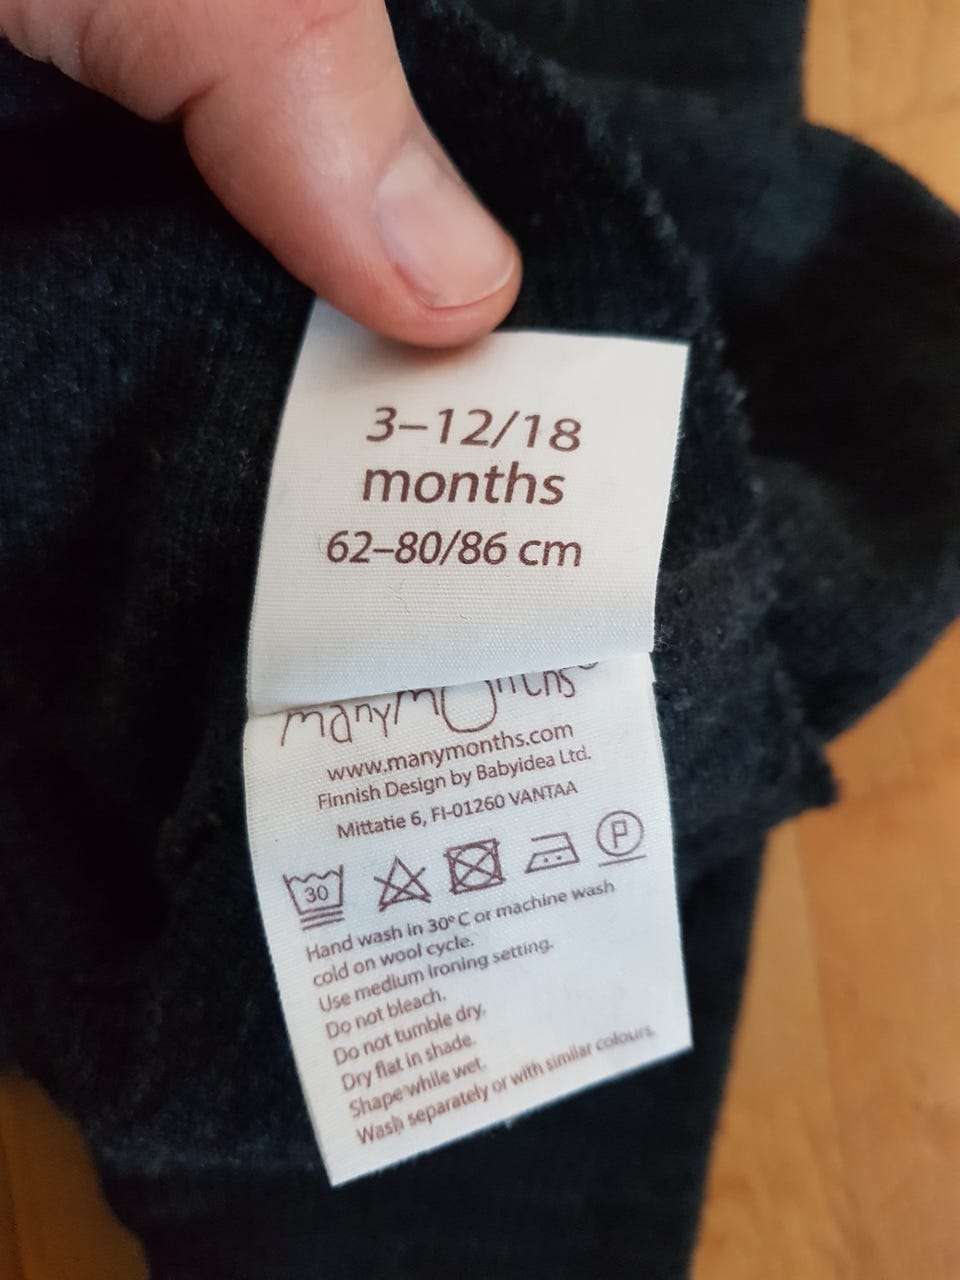 3–12/18
months
62–80/86 cm
manymonths
www.manymonths.com
Finnish Design by Babyidea Ltd.
Mittatie 6, FI-01260 VANTAA
30 P
Hand wash in 30°C or machine wash
cold on wool cycle.
Use medium ironing setting.
Do not bleach.
Do not tumble dry.
Dry flat in shade.
Shape while wet.
Wash separately or with similar colours.